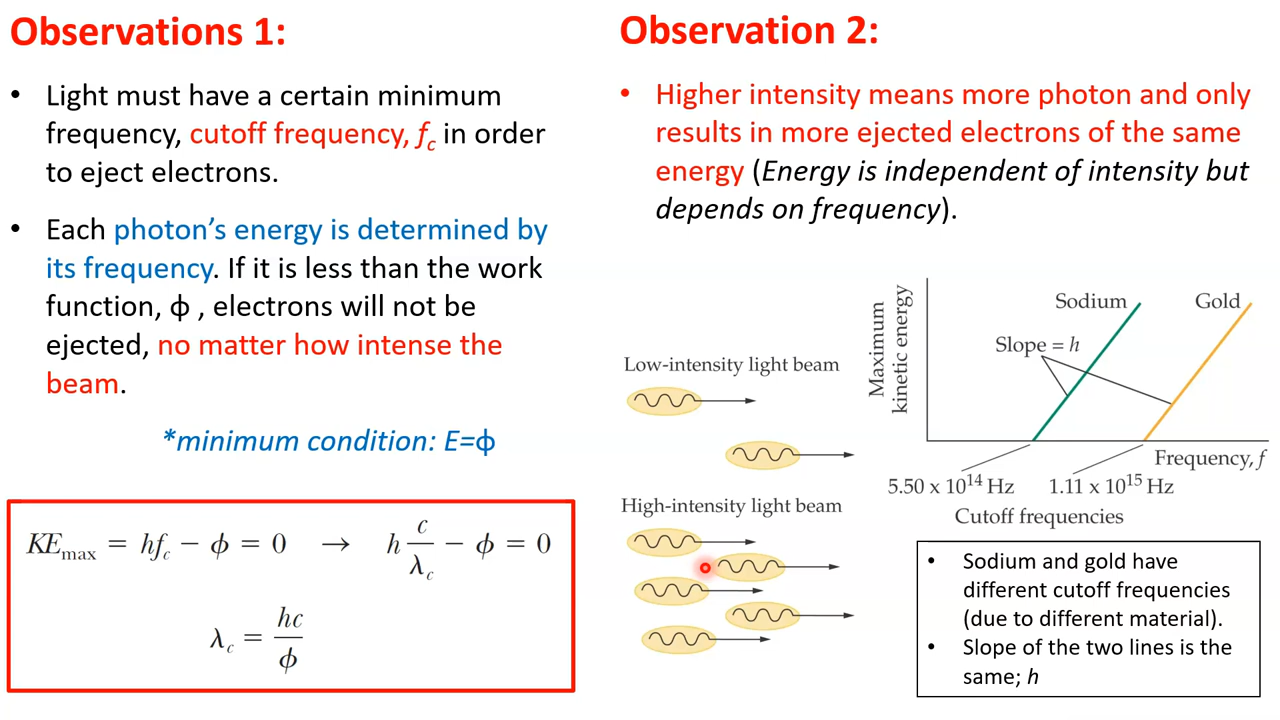 Observations 1:
• Light must have a certain minimum
frequency, cutoff frequency, fc in order
to eject electrons.
• Each photon's energy is determined by
its frequency. If it is less than the work
function, ϕ , electrons will not be
ejected, no matter how intense the
beam.
*minimum condition: E=ϕ
KEmax = hfc − ϕ = 0 → h c/λc − ϕ = 0
λc = hc/ϕ
Observation 2:
• Higher intensity means more photon and only
results in more ejected electrons of the same
energy (Energy is independent of intensity but
depends on frequency).
Low-intensity light beam
High-intensity light beam
Maximum
kinetic energy
Sodium
Gold
Slope = h
Frequency, f
5.50 x 10^14 Hz
1.11 x 10^15 Hz
Cutoff frequencies
• Sodium and gold have
different cutoff frequencies
(due to different material).
• Slope of the two lines is the
same; h